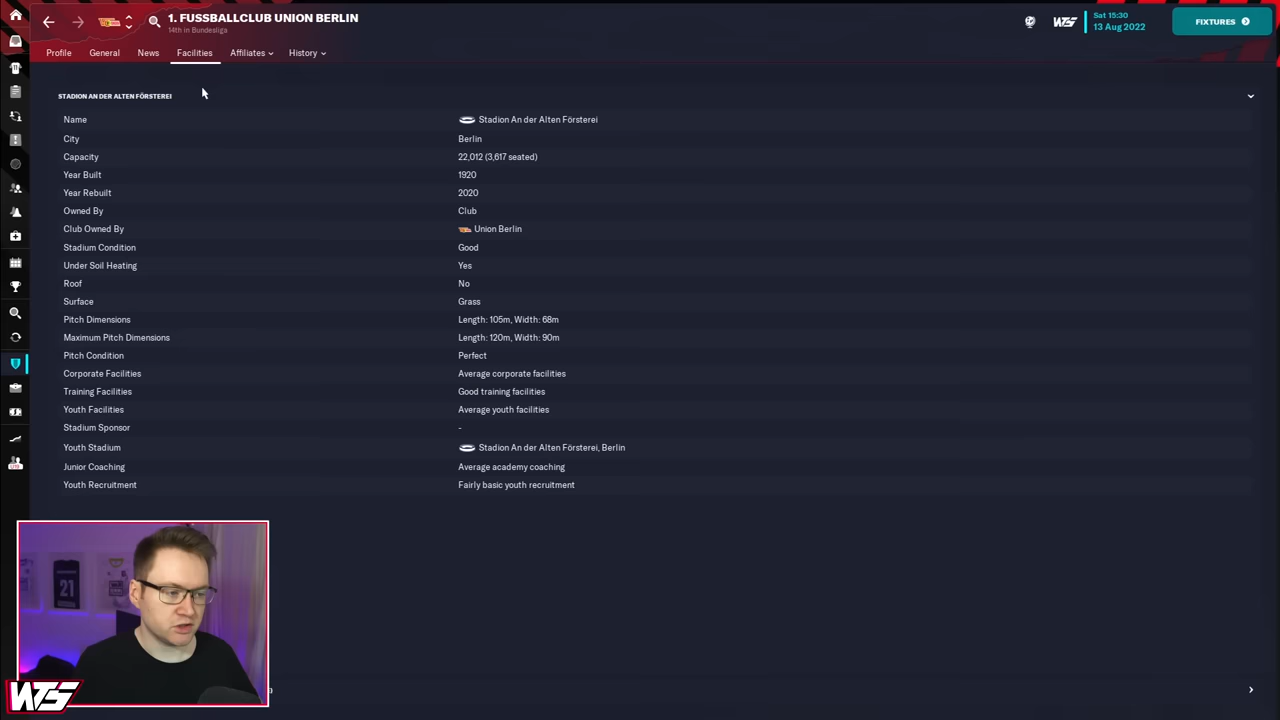 1. FUSSBALLCLUB UNION BERLIN
14th in Bundesliga
Sat 15:30
13 Aug 2022
FIXTURES
Profile General News Facilities Affiliates History
STADION AN DER ALTEN FÖRSTEREI
Name Stadion An der Alten Försterei
City Berlin
Capacity 22,012 (3,617 seated)
Year Built 1920
Year Rebuilt 2020
Owned By Club
Club Owned By Union Berlin
Stadium Condition Good
Under Soil Heating Yes
Roof No
Surface Grass
Pitch Dimensions Length: 105m, Width: 68m
Maximum Pitch Dimensions Length: 120m, Width: 90m
Pitch Condition Perfect
Corporate Facilities Average corporate facilities
Training Facilities Good training facilities
Youth Facilities Average youth facilities
Stadium Sponsor -
Youth Stadium Stadion An der Alten Försterei, Berlin
Junior Coaching Average academy coaching
Youth Recruitment Fairly basic youth recruitment
21
WTS